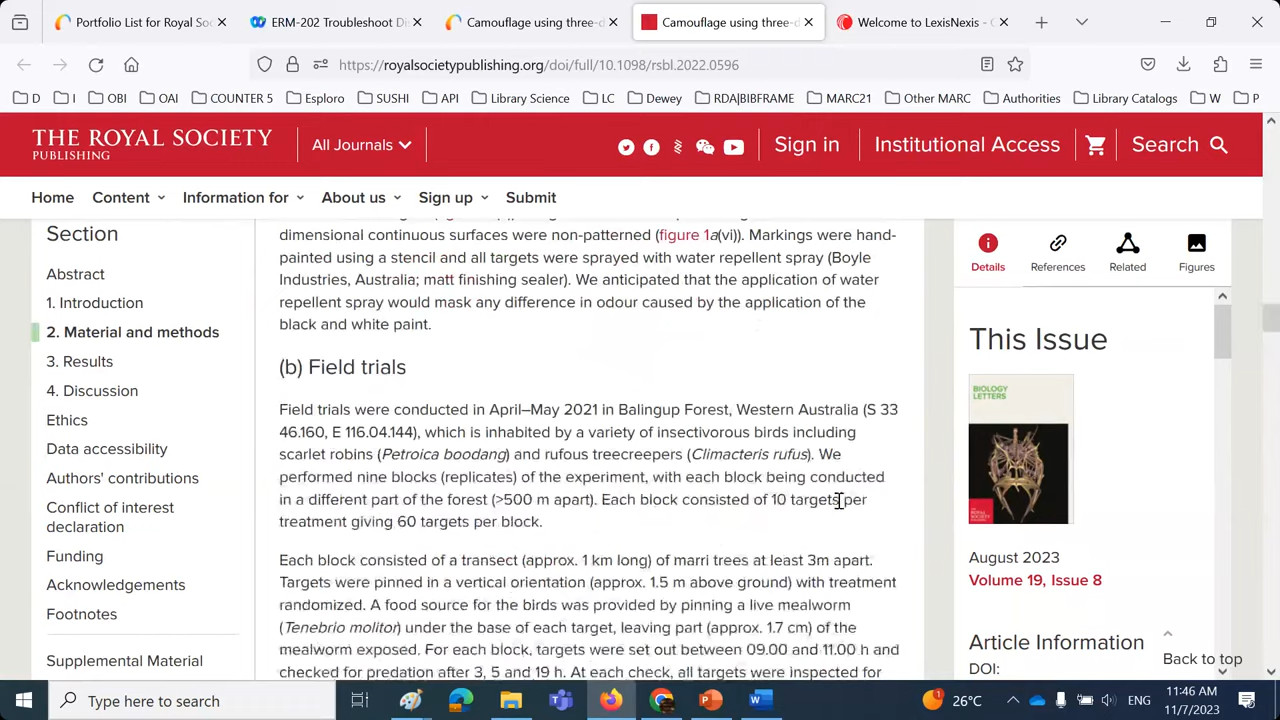 Portfolio List for Royal So
ERM-202 Troubleshoot Di
Camouflage using three-d
Camouflage using three-d
Welcome to LexisNexis - C
https://royalsocietypublishing.org/doi/full/10.1098/rsbl.2022.0596
D I OBI OAI COUNTER 5 Esploro SUSHI API Library Science LC Dewey RDA|BIBFRAME MARC21 Other MARC Authorities Library Catalogs W P
THE ROYAL SOCIETY
PUBLISHING
All Journals
Sign in
Institutional Access
Search
Home Content Information for About us Sign up Submit
Section
Abstract
1. Introduction
2. Material and methods
3. Results
4. Discussion
Ethics
Data accessibility
Authors' contributions
Conflict of interest
declaration
Funding
Acknowledgements
Footnotes
Supplemental Material
dimensional continuous surfaces were non-patterned (figure 1a(vi)). Markings were hand-
painted using a stencil and all targets were sprayed with water repellent spray (Boyle
Industries, Australia; matt finishing sealer). We anticipated that the application of water
repellent spray would mask any difference in odour caused by the application of the
black and white paint.
(b) Field trials
Field trials were conducted in April–May 2021 in Balingup Forest, Western Australia (S 33
46.160, E 116.04.144), which is inhabited by a variety of insectivorous birds including
scarlet robins (Petroica boodang) and rufous treecreepers (Climacteris rufus). We
performed nine blocks (replicates) of the experiment, with each block being conducted
in a different part of the forest (>500 m apart). Each block consisted of 10 targets per
treatment giving 60 targets per block.
Each block consisted of a transect (approx. 1 km long) of marri trees at least 3m apart.
Targets were pinned in a vertical orientation (approx. 1.5 m above ground) with treatment
randomized. A food source for the birds was provided by pinning a live mealworm
(Tenebrio molitor) under the base of each target, leaving part (approx. 1.7 cm) of the
mealworm exposed. For each block, targets were set out between 09.00 and 11.00 h and
checked for predation after 3, 5 and 19 h. At each check, all targets were inspected for
Details References Related Figures
This Issue
BIOLOGY
LETTERS
August 2023
Volume 19, Issue 8
Article Information
DOI:
Back to top
Type here to search
1
26°C
ENG
11:46 AM
11/7/2023